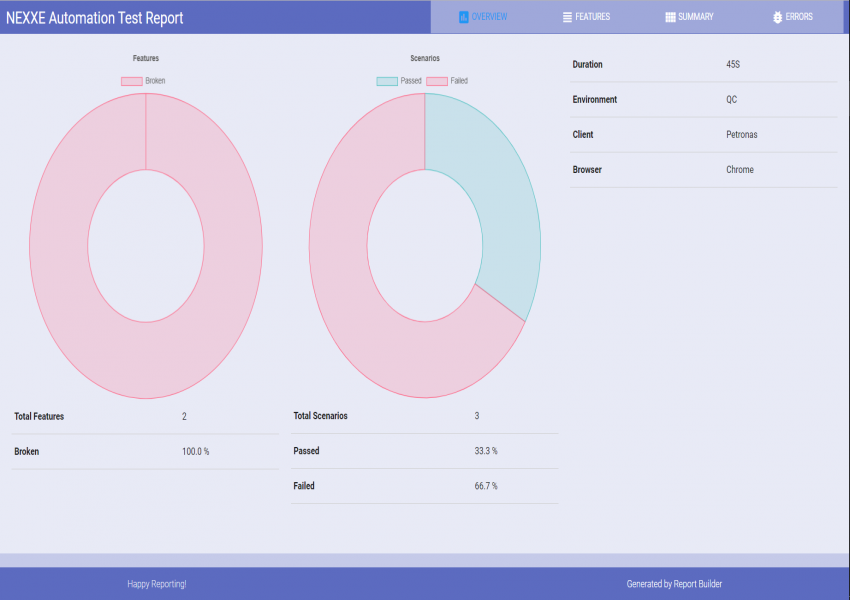 NEXXE Automation Test Report
OVERVIEW
FEATURES
SUMMARY
ERRORS
Features
Broken
Scenarios
Passed
Failed
Duration 45S
Environment QC
Client Petronas
Browser Chrome
Total Features 2
Broken 100.0 %
Total Scenarios 3
Passed 33.3 %
Failed 66.7 %
Happy Reporting!
Generated by Report Builder